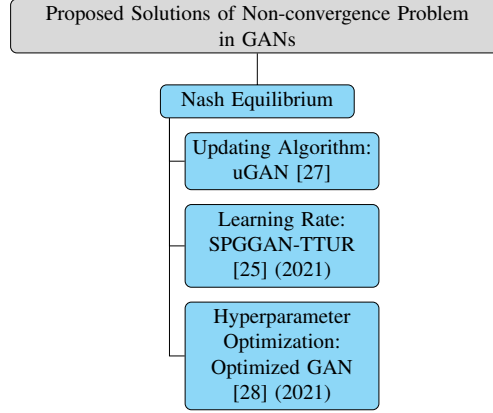 Proposed Solutions of Non-convergence Problem
in GANs
Nash Equilibrium
Updating Algorithm:
uGAN [27]
Learning Rate:
SPGGAN-TTUR
[25] (2021)
Hyperparameter
Optimization:
Optimized GAN
[28] (2021)